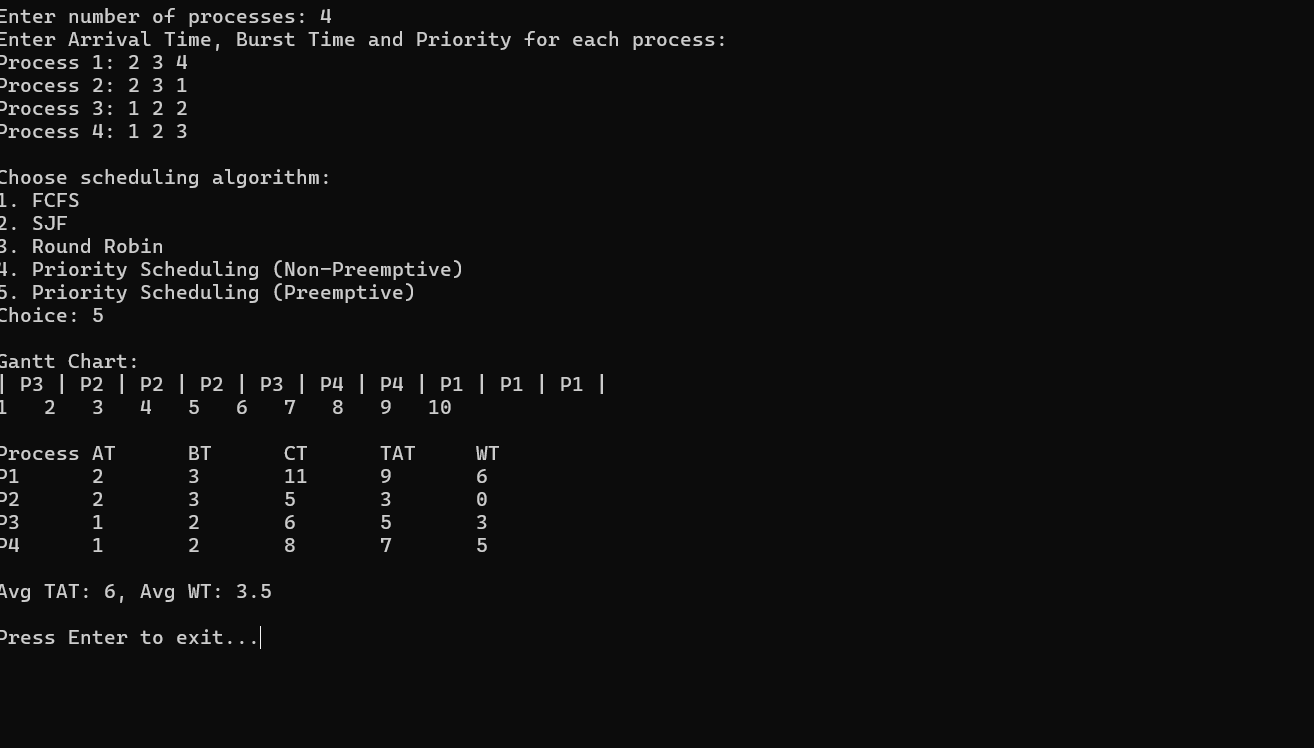 Enter number of processes: 4
Enter Arrival Time, Burst Time and Priority for each process:
Process 1: 2 3 4
Process 2: 2 3 1
Process 3: 1 2 2
Process 4: 1 2 3
Choose scheduling algorithm:
1. FCFS
2. SJF
3. Round Robin
4. Priority Scheduling (Non-Preemptive)
5. Priority Scheduling (Preemptive)
Choice: 5
Gantt Chart:
| P3 | P2 | P2 | P2 | P3 | P4 | P4 | P1 | P1 | P1 |
1   2   3   4   5   6   7   8   9   10
Process AT      BT      CT      TAT     WT
P1      2       3       11      9       6
P2      2       3       5       3       0
P3      1       2       6       5       3
P4      1       2       8       7       5
Avg TAT: 6, Avg WT: 3.5
Press Enter to exit...